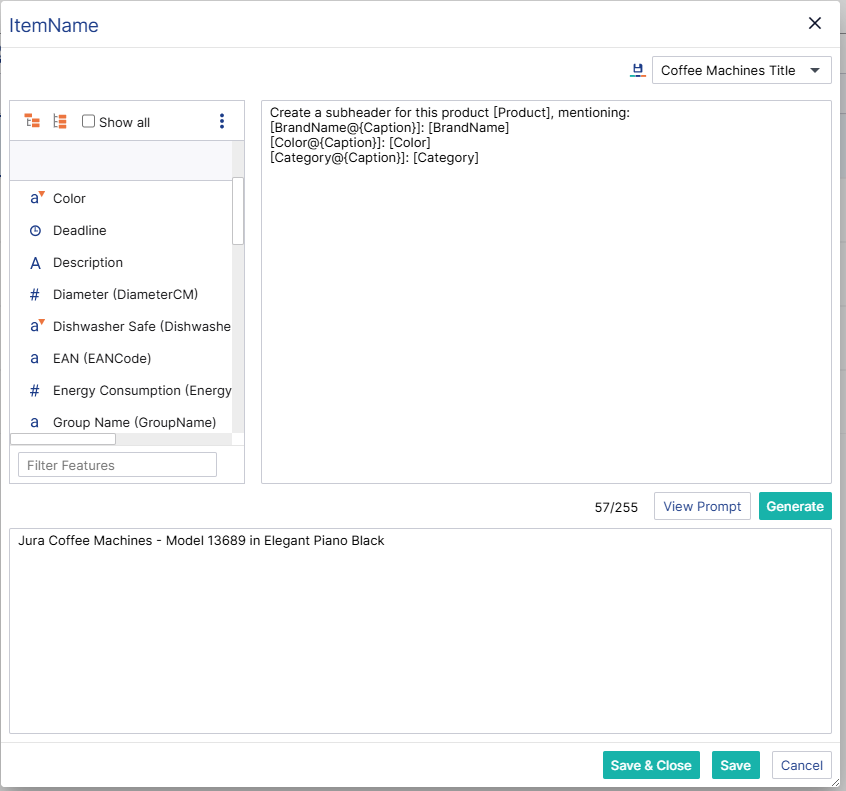 ItemName
Coffee Machines Title
Show all
Create a subheader for this product [Product], mentioning:
[BrandName@{Caption}]: [BrandName]
[Color@{Caption}]: [Color]
[Category@{Caption}]: [Category]
Color
Deadline
Description
Diameter (DiameterCM)
Dishwasher Safe (Dishwashe
EAN (EANCode)
Energy Consumption (Energy
Group Name (GroupName)
Filter Features
57/255
View Prompt
Generate
Jura Coffee Machines - Model 13689 in Elegant Piano Black
Save & Close
Save
Cancel